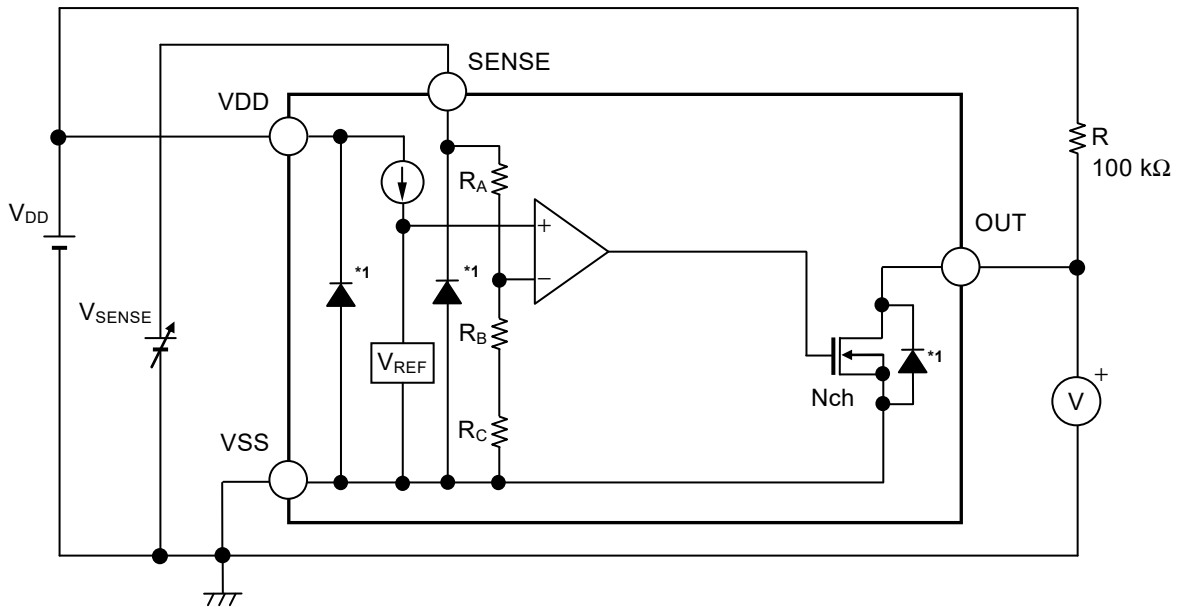 SENSE
VDD
R
100 kΩ
RA
VDD
+
OUT
*1
*1
−
VSENSE
RB
VREF
*1
+
Nch
V
RC
VSS